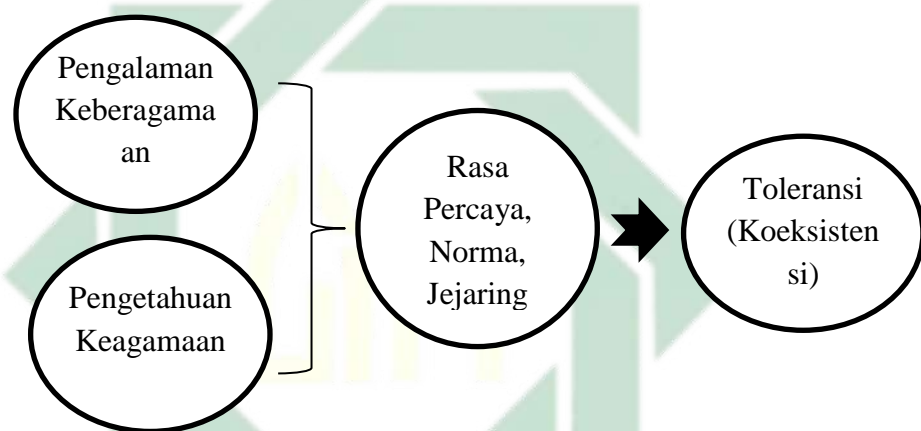 Pengalaman
Keberagama
an
Pengetahuan
Keagamaan
Rasa
Percaya,
Norma,
Jejaring
Toleransi
(Koeksisten
si)